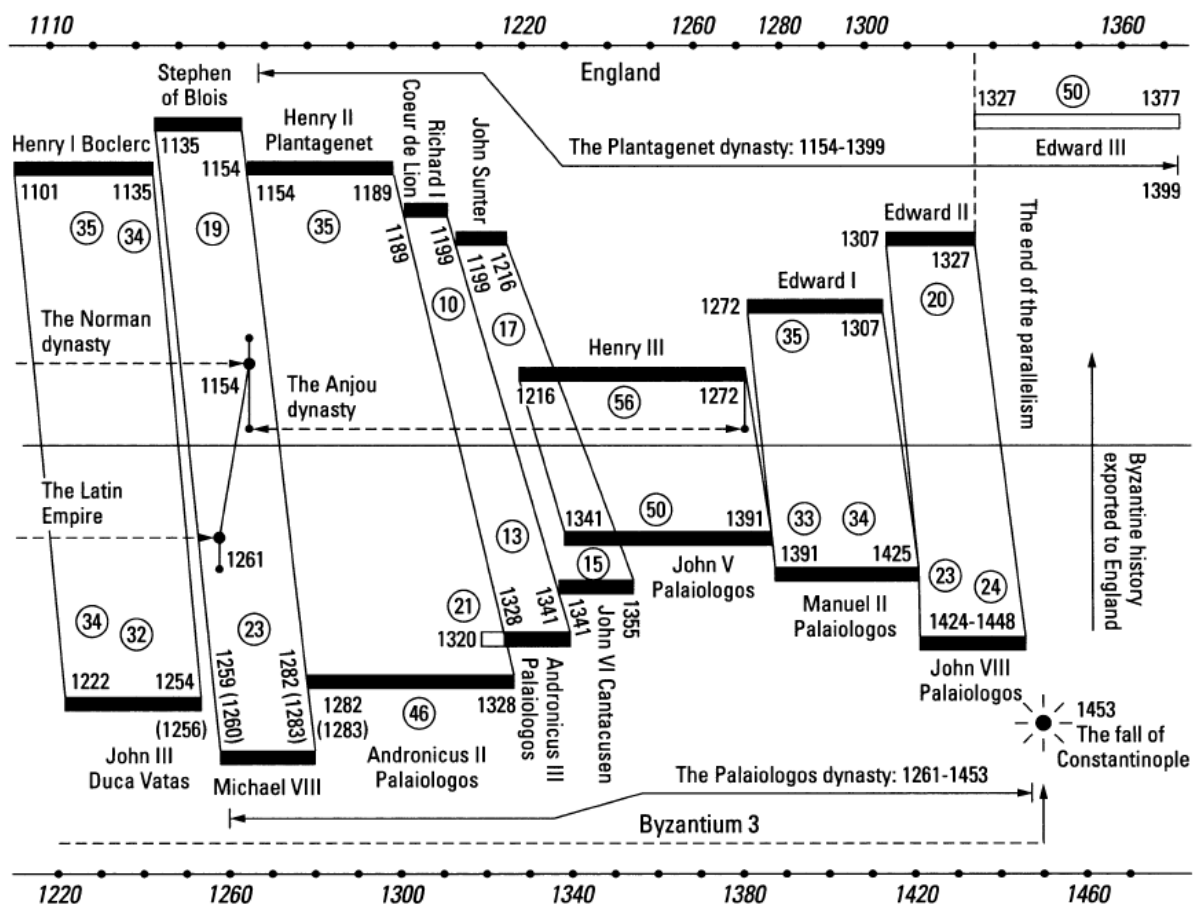 1110 1220 1260 1280 1300 1360
England
Stephen
of Blois
1135
1154
Henry I Boclerc
1101 1135
35 34
19
Henry II
Plantagenet
1154 1189
35
Coeur de Lion
Richard I
1189 1199
10
John Sunter
1199 1216
17
The Plantagenet dynasty: 1154-1399
1399
1327 50 1377
Edward III
Edward II
1307
1327
20
Edward I
1272
1307
35
Henry III
1216 1272
56
The end of the parallelism
The Norman
dynasty
1154
The Anjou
dynasty
The Latin
Empire
1261
Byzantine history
exported to England
34 32
1222 1254
(1256)
John III
Duca Vatas
23
1259 (1260)
1282 (1283)
Michael VIII
1282
(1283)
46
1328
Andronicus II
Palaiologos
21
13
1320
1328
1341
Andronicus III
Palaiologos
15
1341
1355
John VI Cantacusen
1341 50 1391
John V
Palaiologos
33 34
1391 1425
Manuel II
Palaiologos
23 24
1424-1448
John VIII
Palaiologos
1453
The fall of
Constantinople
The Palaiologos dynasty: 1261-1453
Byzantium 3
1220 1260 1300 1340 1380 1420 1460